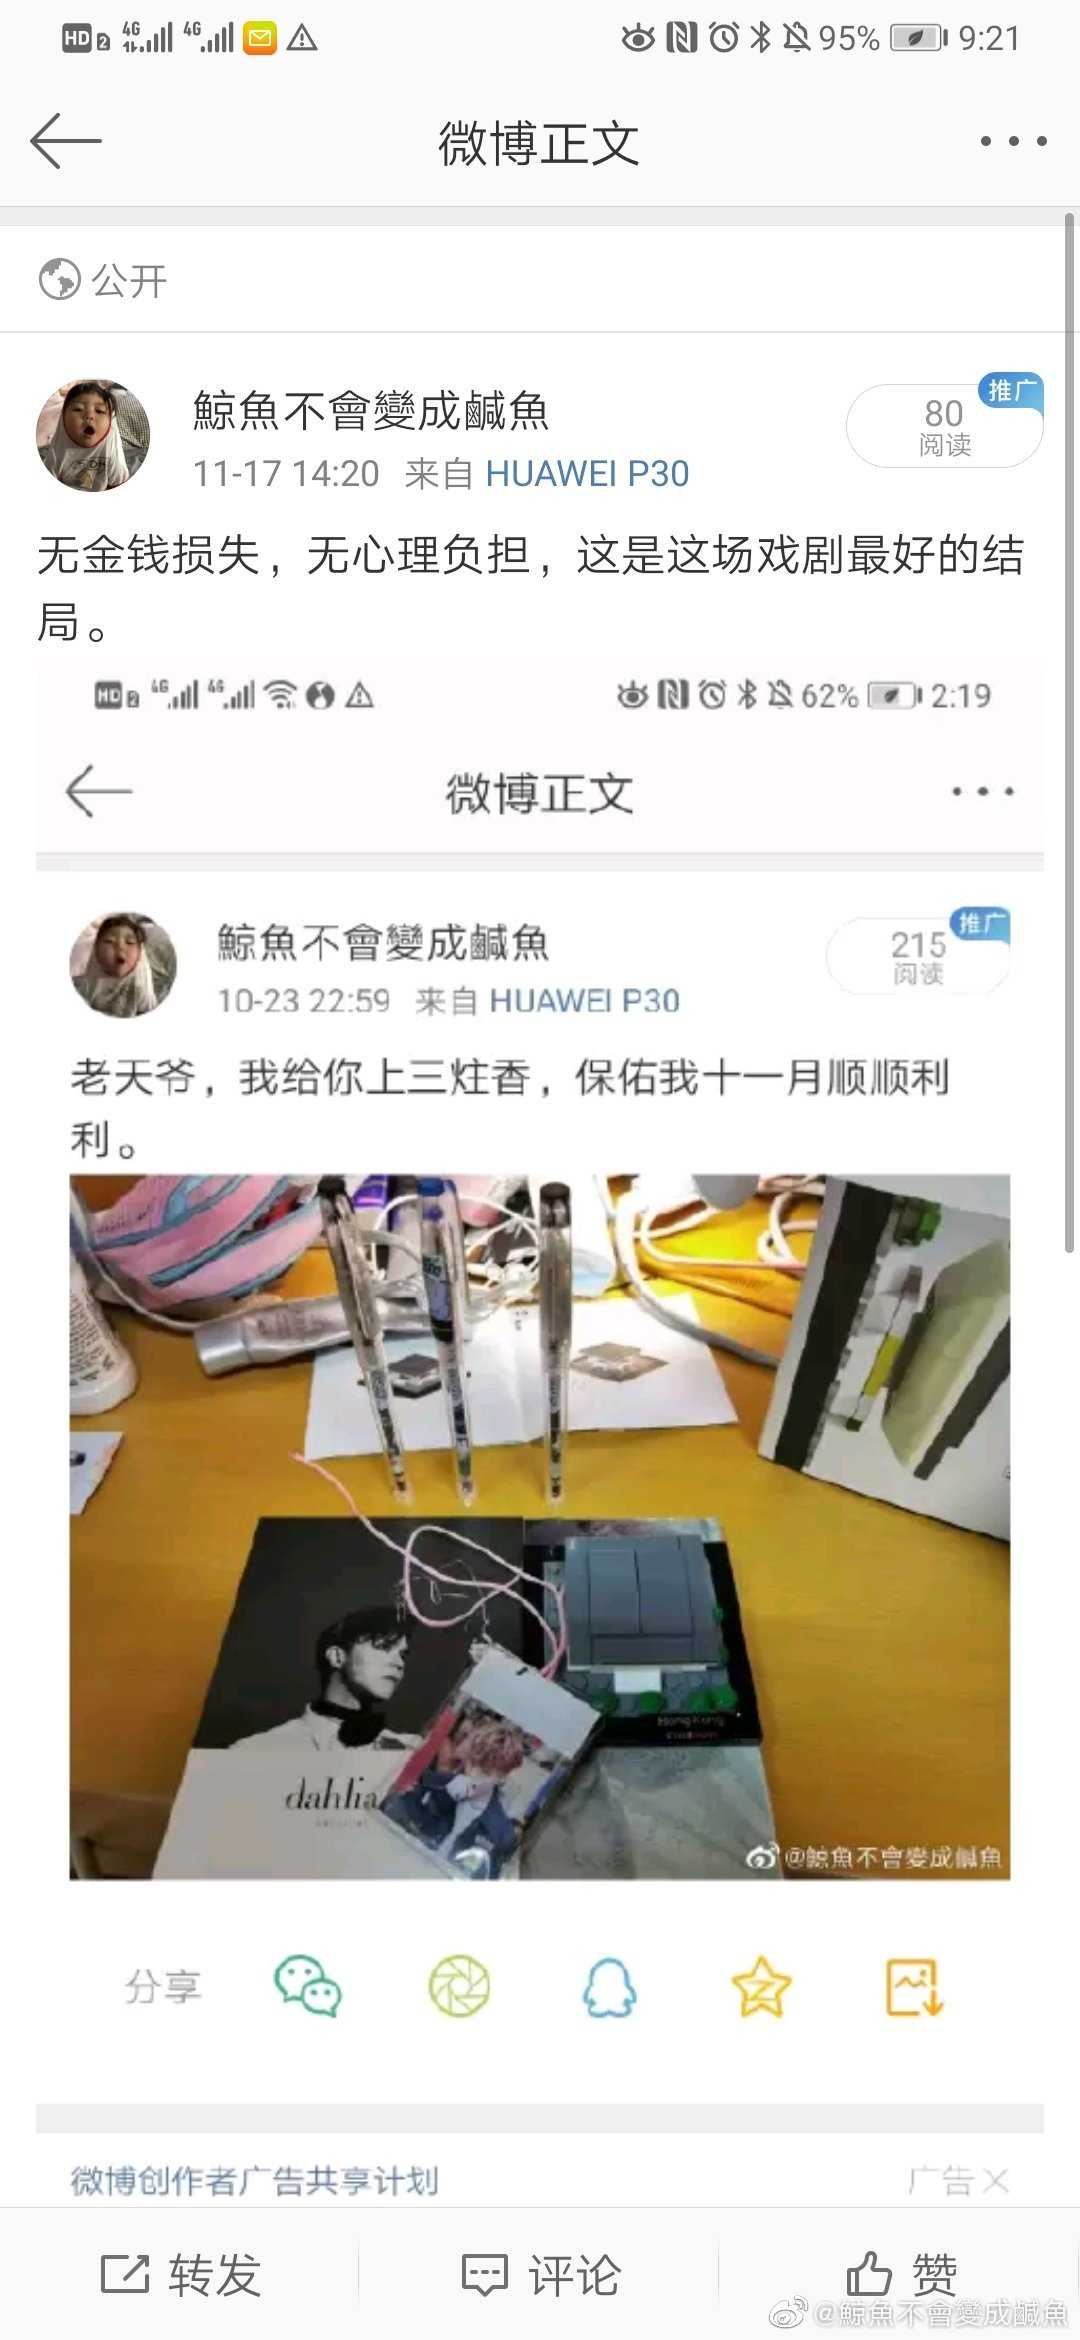 HD 2 4G 4G 95% 9:21
微博正文
公开
鯨魚不會變成鹹魚
推广
80
阅读
11-17 14:20 来自 HUAWEI P30
无金钱损失，无心理负担，这是这场戏剧最好的结
局。
HD 2 4G 4G 62% 2:19
微博正文
鯨魚不會變成鹹魚
推广
215
阅读
10-23 22:59 来自 HUAWEI P30
老天爷，我给你上三炷香，保佑我十一月顺顺利
利。
Hong Kong
dahlia
@鯨魚不會變成鹹魚
分享
微博创作者广告共享计划 广告
转发 评论 赞
@鯨魚不會變成鹹魚